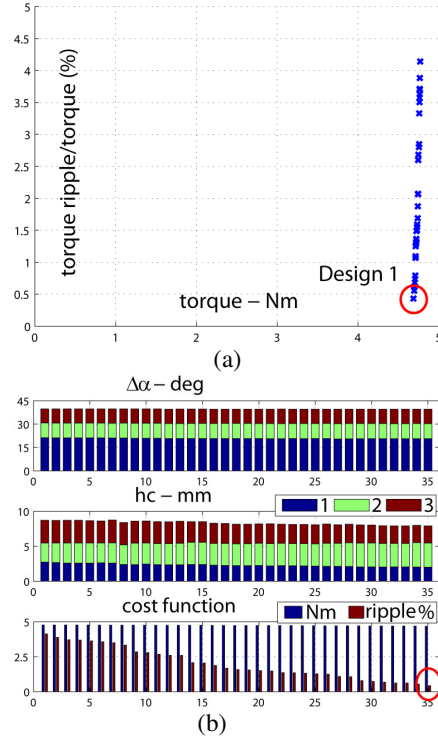 5
4.5
4
3.5
3
2.5
2
1.5
1
0.5
0
torque ripple/torque (%)
Design 1
torque – Nm
0 1 2 3 4 5
(a)
Δα – deg
45
30
15
0
0 5 10 15 20 25 30 35
hc – mm
1 2 3
10
5
0
0 5 10 15 20 25 30 35
cost function
Nm ripple%
5
2.5
0
0 5 10 15 20 25 30 35
(b)